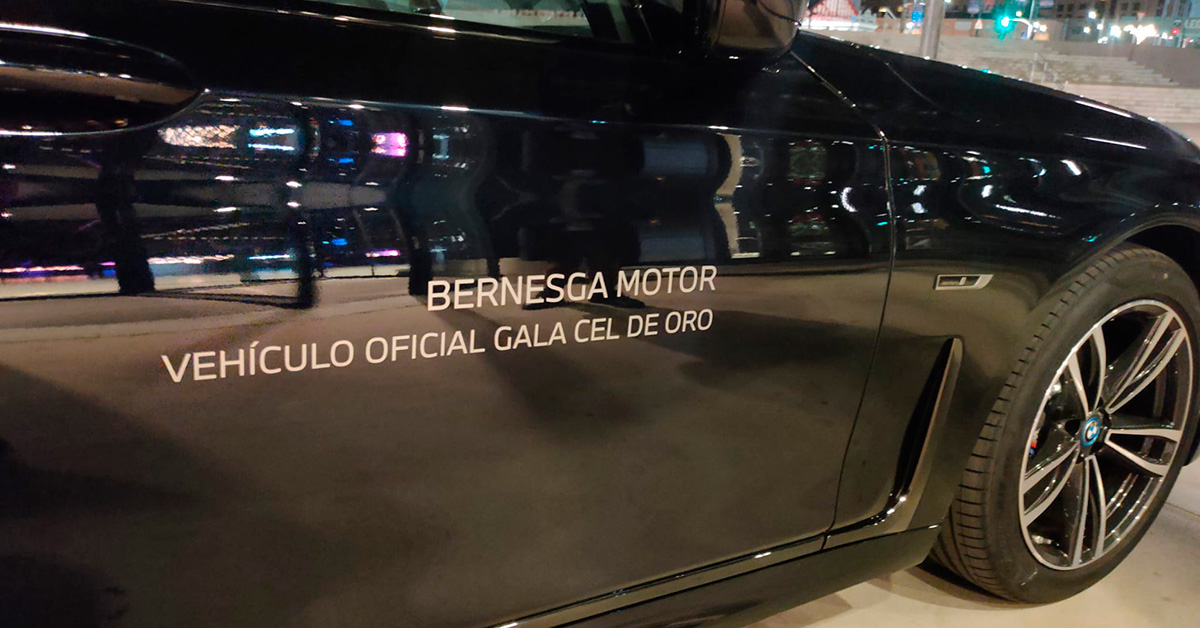 BERNESGA MOTOR
VEHÍCULO OFICIAL GALA CEL DE ORO